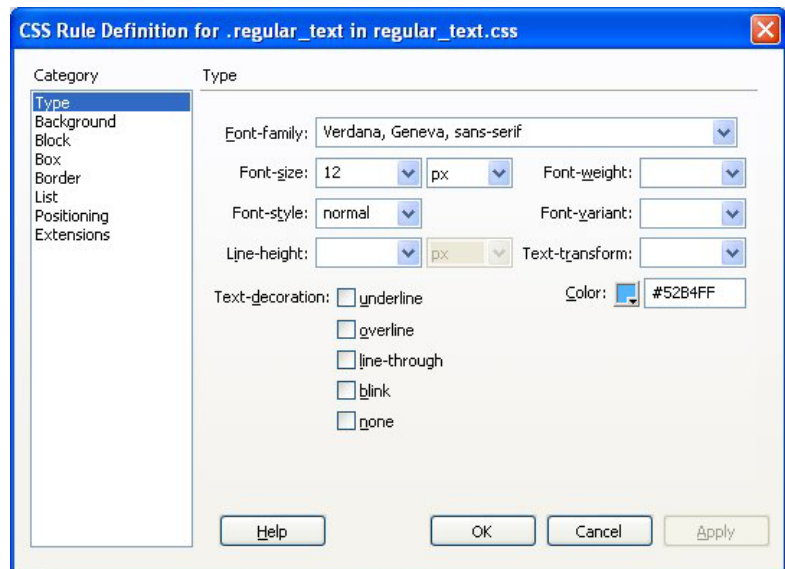 CSS Rule Definition for .regular_text in regular_text.css
Category
Type
Background
Block
Box
Border
List
Positioning
Extensions
Type
Font-family: Verdana, Geneva, sans-serif
Font-size: 12 px Font-weight:
Font-style: normal Font-variant:
Line-height: px Text-transform:
Text-decoration: underline Color: #52B4FF
overline
line-through
blink
none
Help OK Cancel Apply